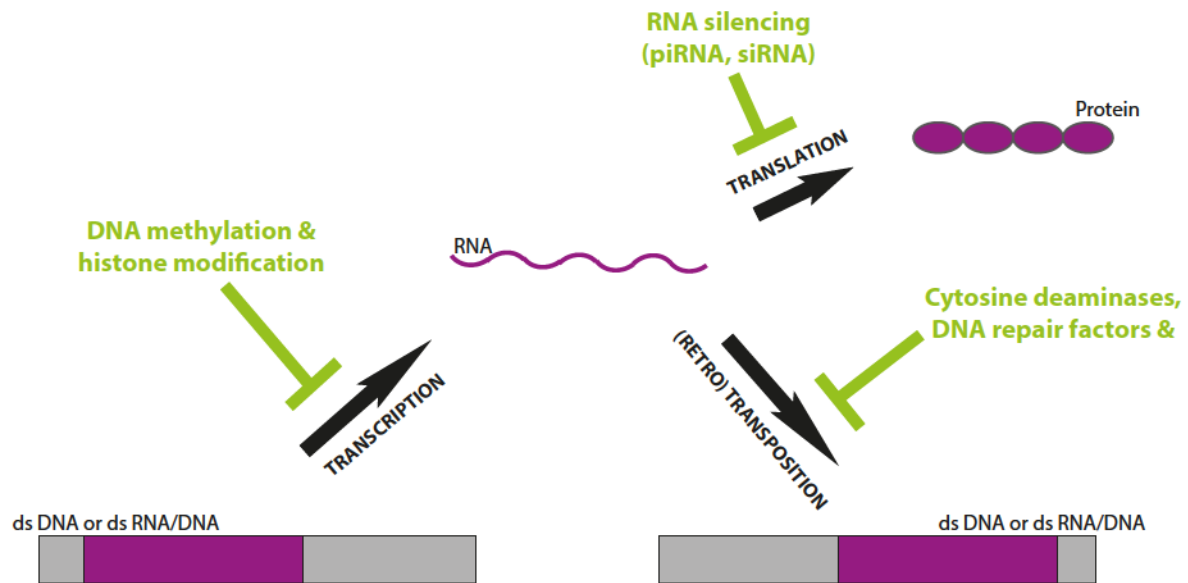 RNA silencing
(piRNA, siRNA)
Protein
TRANSLATION
DNA methylation &
histone modification
RNA
Cytosine deaminases,
DNA repair factors &
(RETRO) TRANSPOSITION
TRANSCRIPTION
ds DNA or ds RNA/DNA
ds DNA or ds RNA/DNA